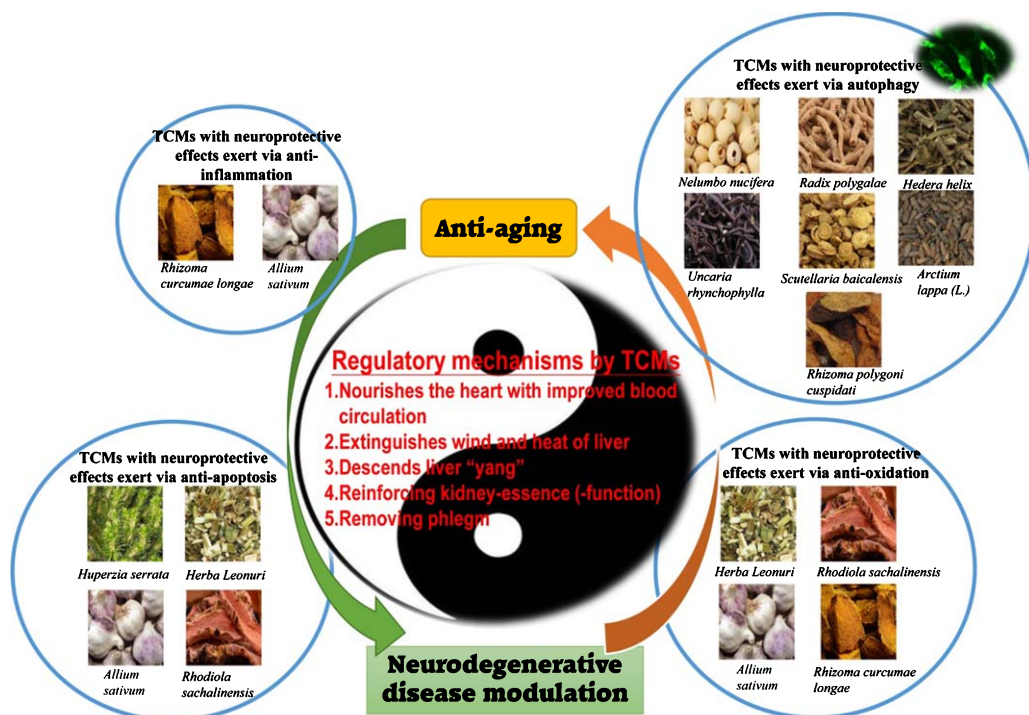 TCMs with neuroprotective
effects exert via anti-
inflammation
Rhizoma
curcumae longae
Allium
sativum
TCMs with neuroprotective
effects exert via autophagy
Nelumbo nucifera
Radix polygalae
Hedera helix
Uncaria
rhynchophylla
Scutellaria baicalensis
Arctium
lappa (L.)
Rhizoma polygoni
cuspidati
Anti-aging
Regulatory mechanisms by TCMs
1.Nourishes the heart with improved blood
circulation
2.Extinguishes wind and heat of liver
3.Descends liver “yang”
4.Reinforcing kidney-essence (-function)
5.Removing phlegm
TCMs with neuroprotective
effects exert via anti-apoptosis
Huperzia serrata
Herba Leonuri
Allium
sativum
Rhodiola
sachalinensis
TCMs with neuroprotective
effects exert via anti-oxidation
Herba Leonuri
Rhodiola sachalinensis
Allium
sativum
Rhizoma curcumae
longae
Neurodegenerative
disease modulation